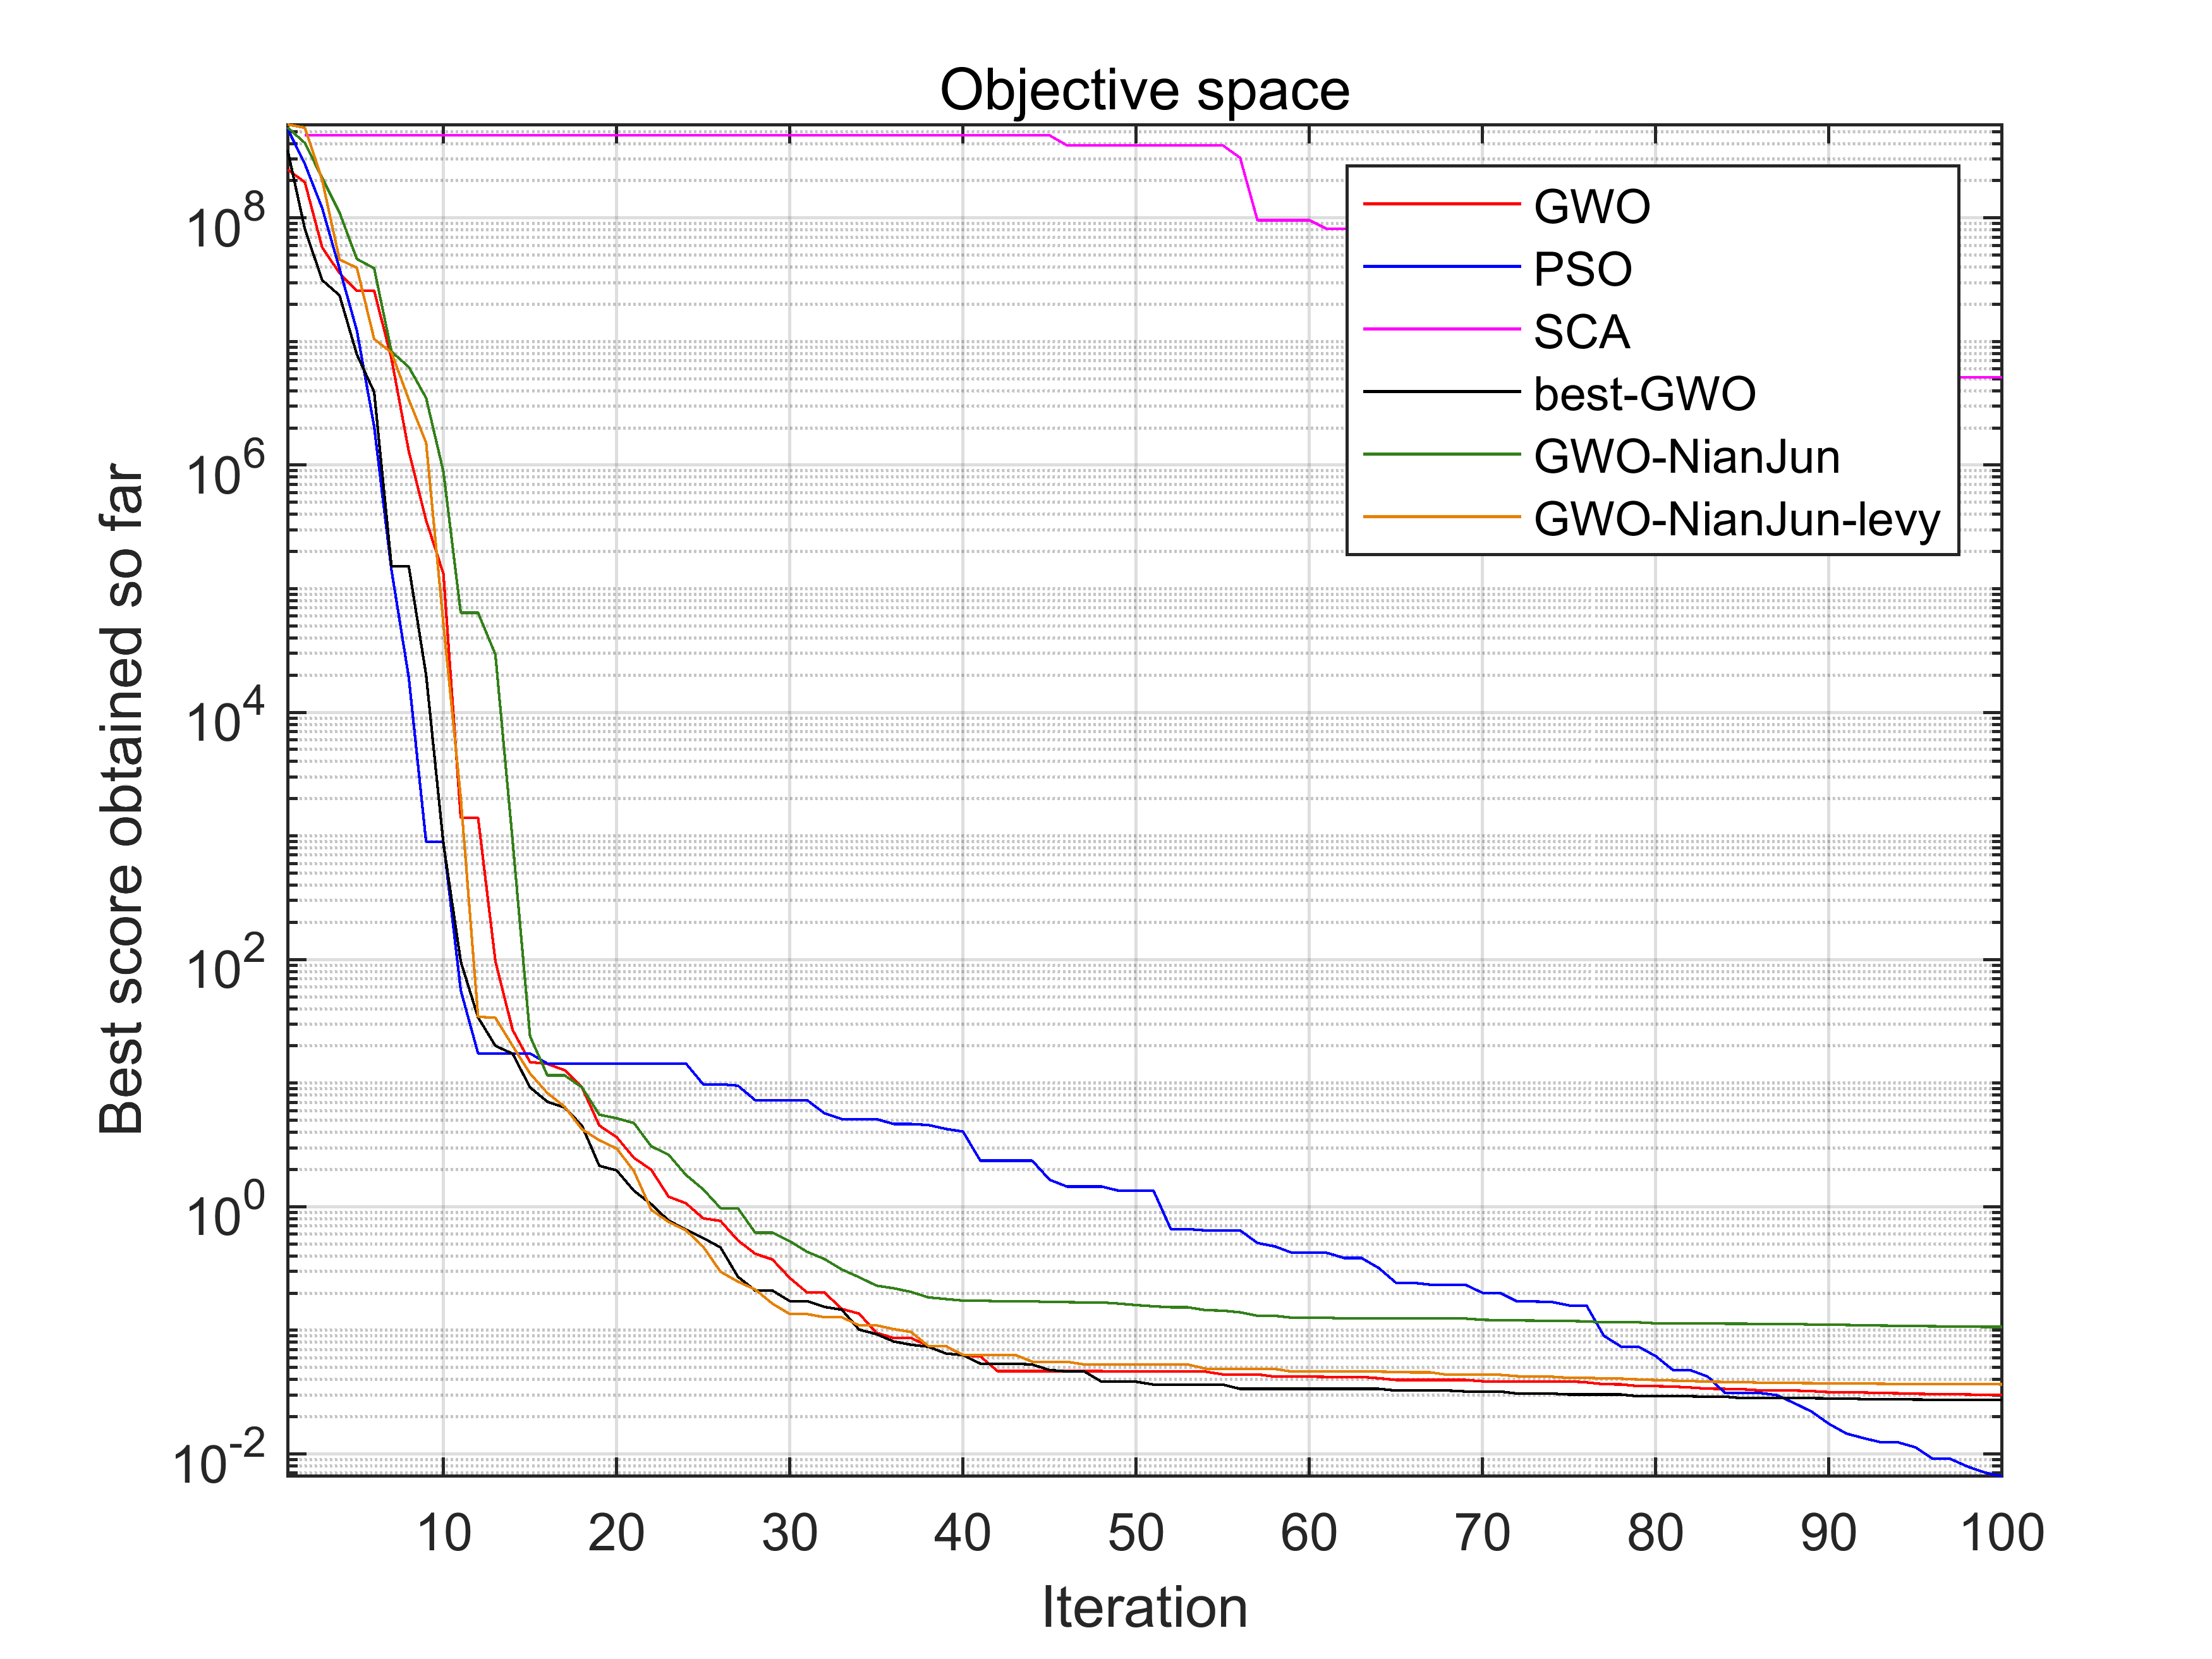 Objective space
Best score obtained so far
10^8
10^6
10^4
10^2
10^0
10^-2
GWO
PSO
SCA
best-GWO
GWO-NianJun
GWO-NianJun-levy
10 20 30 40 50 60 70 80 90 100
Iteration